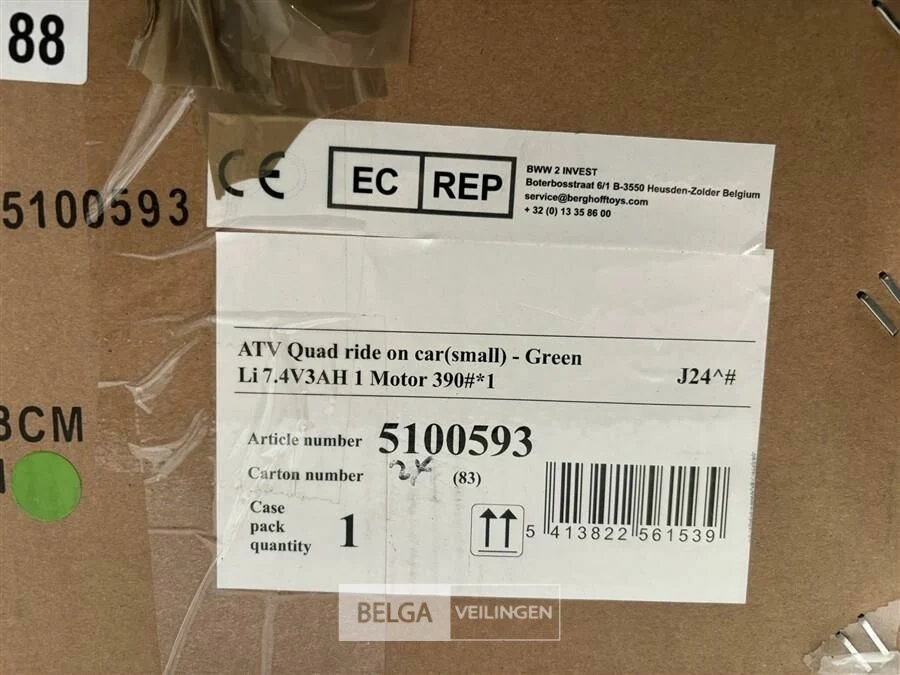 88
CE
EC REP
BWW 2 INVEST
Boterbosstraat 6/1 B-3550 Heusden-Zolder Belgium
service@berghofftoys.com
+ 32 (0) 13 35 86 00
5100593
ATV Quad ride on car(small) - Green
Li 7.4V3AH 1 Motor 390#*1
J24^#
Article number 5100593
Carton number (83)
Case
pack
quantity
1
5 413822 561539
CM
BELGA VEILINGEN